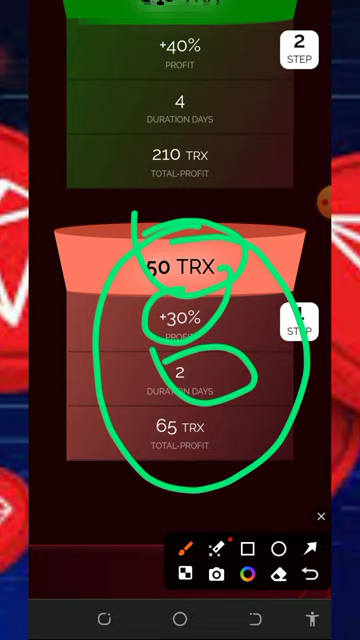 +40%
PROFIT
2
STEP
4
DURATION DAYS
210 TRX
TOTAL-PROFIT
50 TRX
+30%
PROFIT
STEP
2
DURATION DAYS
65 TRX
TOTAL-PROFIT